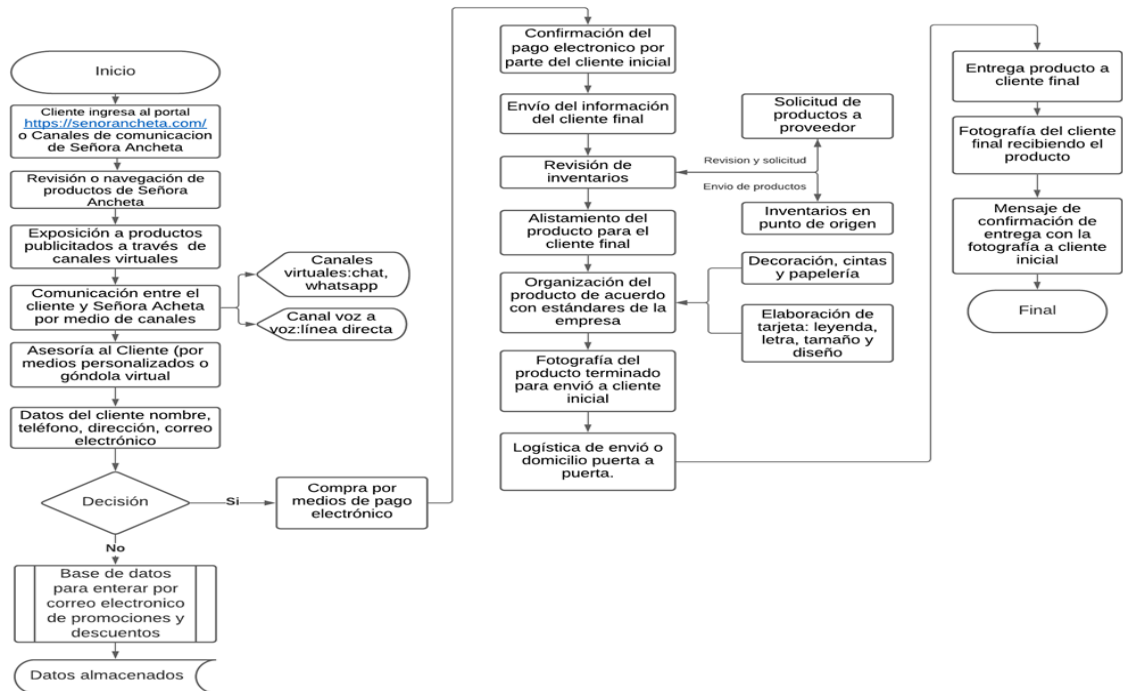 Inicio
Cliente ingresa al portal
https://senorancheta.com/
o Canales de comunicacion
de Señora Ancheta
Revisión o navegación de
productos de Señora
Ancheta
Exposición a productos
publicitados a través de
canales virtuales
Comunicación entre el
cliente y Señora Acheta
por medio de canales
Canales
virtuales:chat,
whatsapp
Canal voz a
voz:línea directa
Asesoría al Cliente (por
medios personalizados o
góndola virtual
Datos del cliente nombre,
teléfono, dirección, correo
electrónico
Decisión
Si
No
Compra por
medios de pago
electrónico
Base de datos
para enterar por
correo electronico
de promociones y
descuentos
Datos almacenados
Confirmación del
pago electronico por
parte del cliente inicial
Envío del información
del cliente final
Revisión de
inventarios
Revision y solicitud
Envio de productos
Solicitud de
productos a
proveedor
Inventarios en
punto de origen
Alistamiento del
producto para el
cliente final
Organización del
producto de acuerdo
con estándares de la
empresa
Decoración, cintas
y papelería
Elaboración de
tarjeta: leyenda,
letra, tamaño y
diseño
Fotografía del
producto terminado
para envió a cliente
inicial
Logística de envió o
domicilio puerta a
puerta.
Entrega producto a
cliente final
Fotografía del cliente
final recibiendo el
producto
Mensaje de
confirmación de
entrega con la
fotografía a cliente
inicial
Final